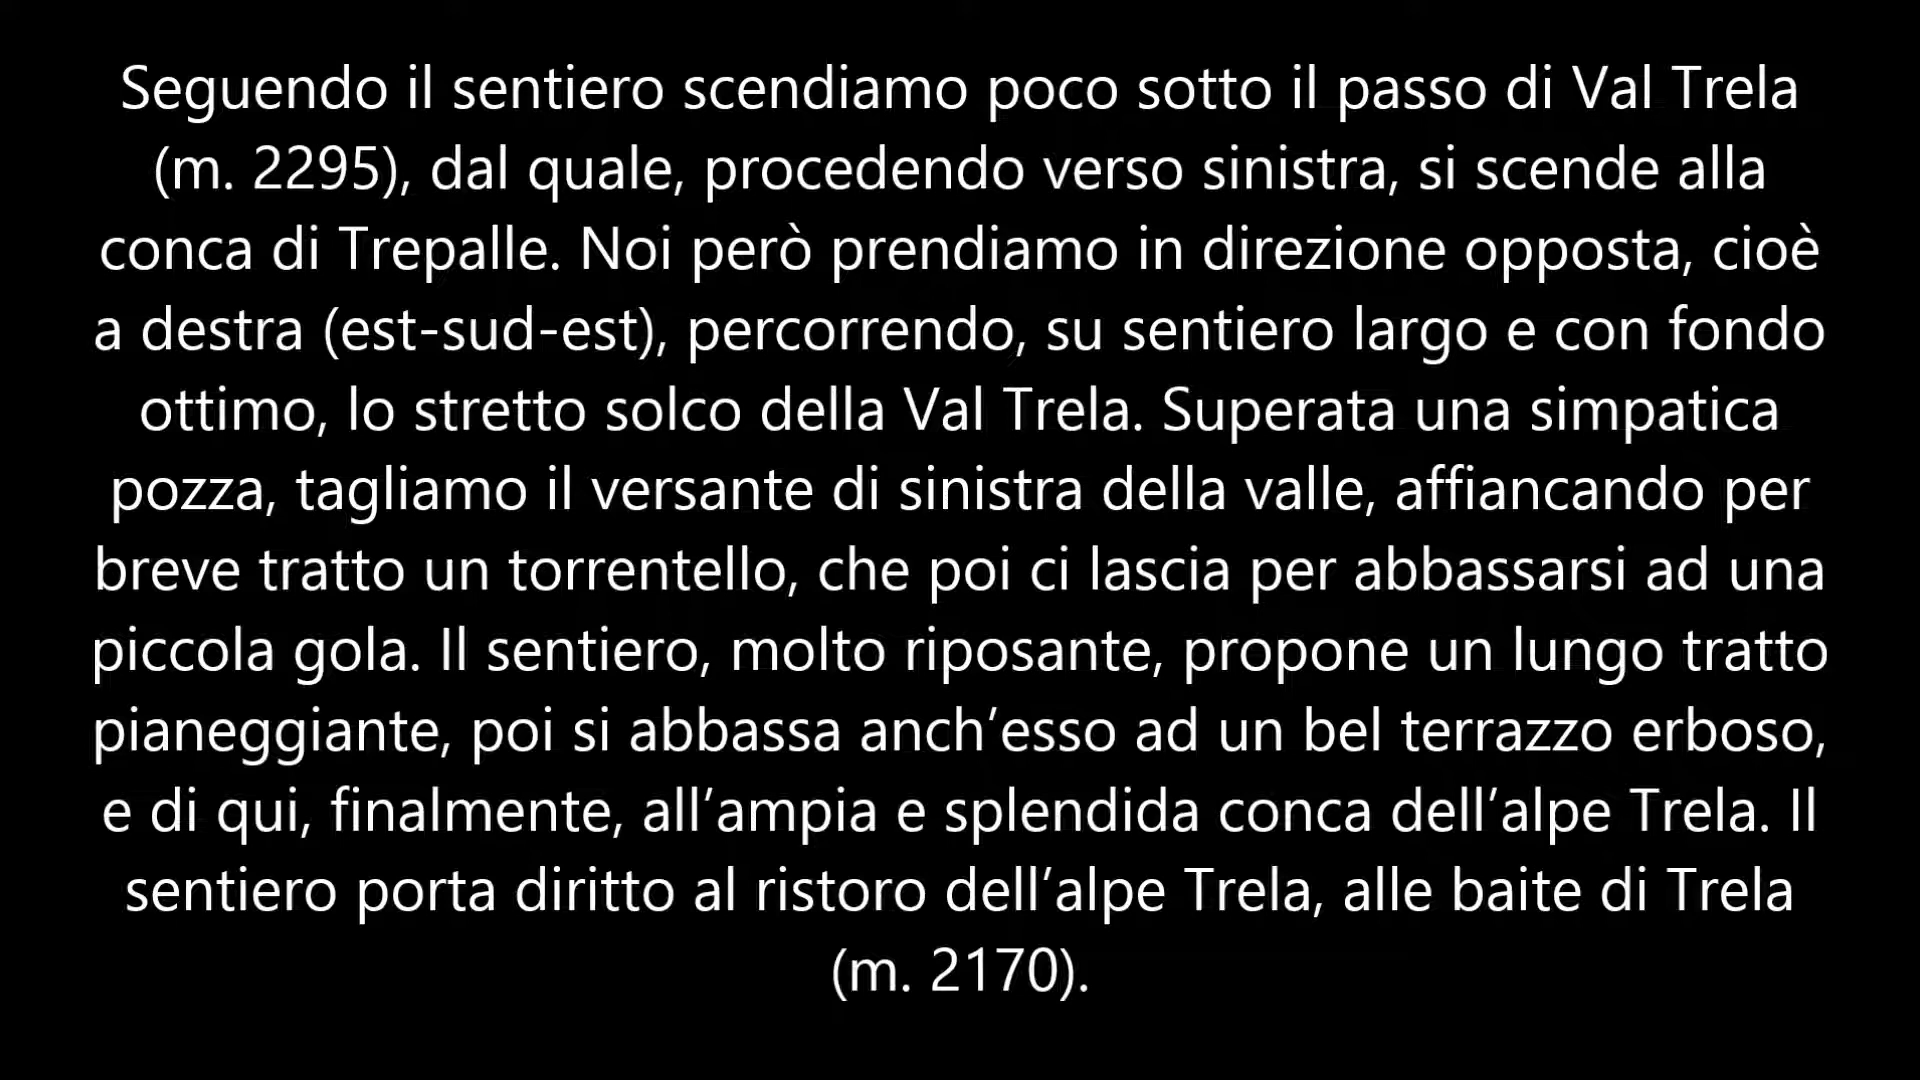 Seguendo il sentiero scendiamo poco sotto il passo di Val Trela
(m. 2295), dal quale, procedendo verso sinistra, si scende alla
conca di Trepalle. Noi però prendiamo in direzione opposta, cioè
a destra (est-sud-est), percorrendo, su sentiero largo e con fondo
ottimo, lo stretto solco della Val Trela. Superata una simpatica
pozza, tagliamo il versante di sinistra della valle, affiancando per
breve tratto un torrentello, che poi ci lascia per abbassarsi ad una
piccola gola. Il sentiero, molto riposante, propone un lungo tratto
pianeggiante, poi si abbassa anch’esso ad un bel terrazzo erboso,
e di qui, finalmente, all’ampia e splendida conca dell’alpe Trela. Il
sentiero porta diritto al ristoro dell’alpe Trela, alle baite di Trela
(m. 2170).